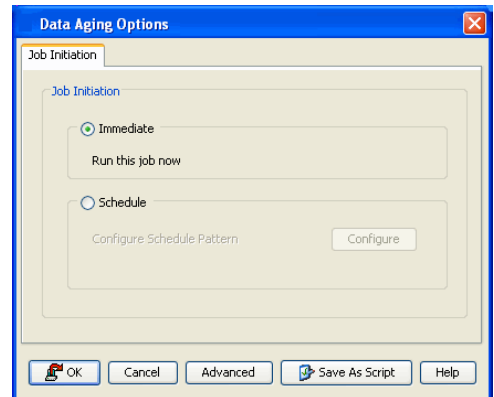 Data Aging Options
Job Initiation
Job Initiation
Immediate
Run this job now
Schedule
Configure Schedule Pattern Configure
OK Cancel Advanced Save As Script Help